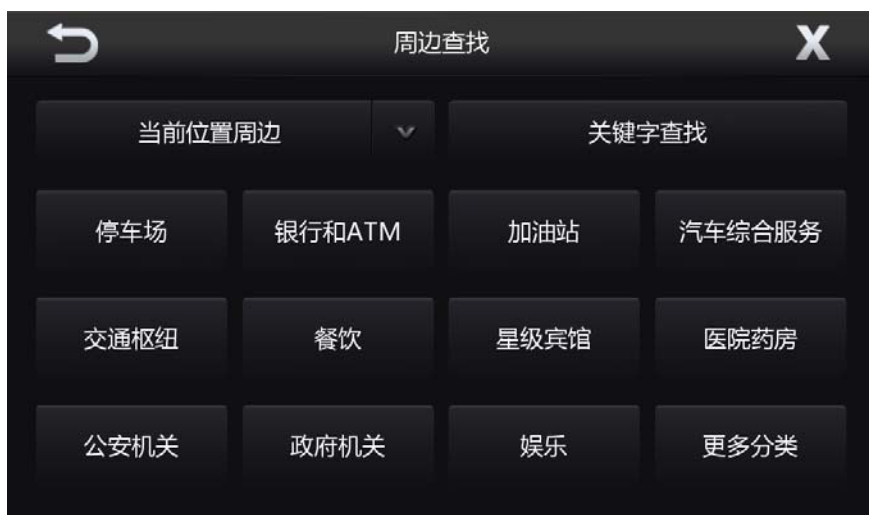 周边查找
当前位置周边 关键字查找
停车场 银行和ATM 加油站 汽车综合服务
交通枢纽 餐饮 星级宾馆 医院药房
公安机关 政府机关 娱乐 更多分类